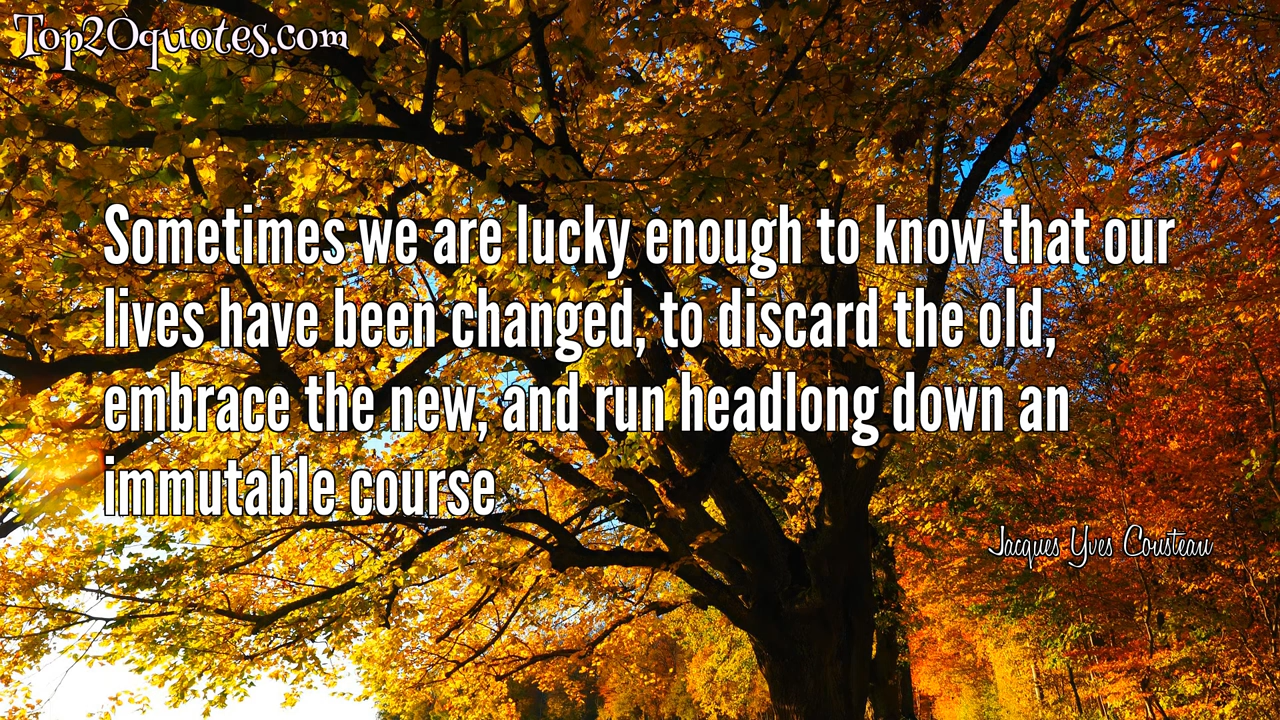 Top20quotes.com
Sometimes we are lucky enough to know that our
lives have been changed, to discard the old,
embrace the new, and run headlong down an
immutable course
Jacques Yves Cousteau